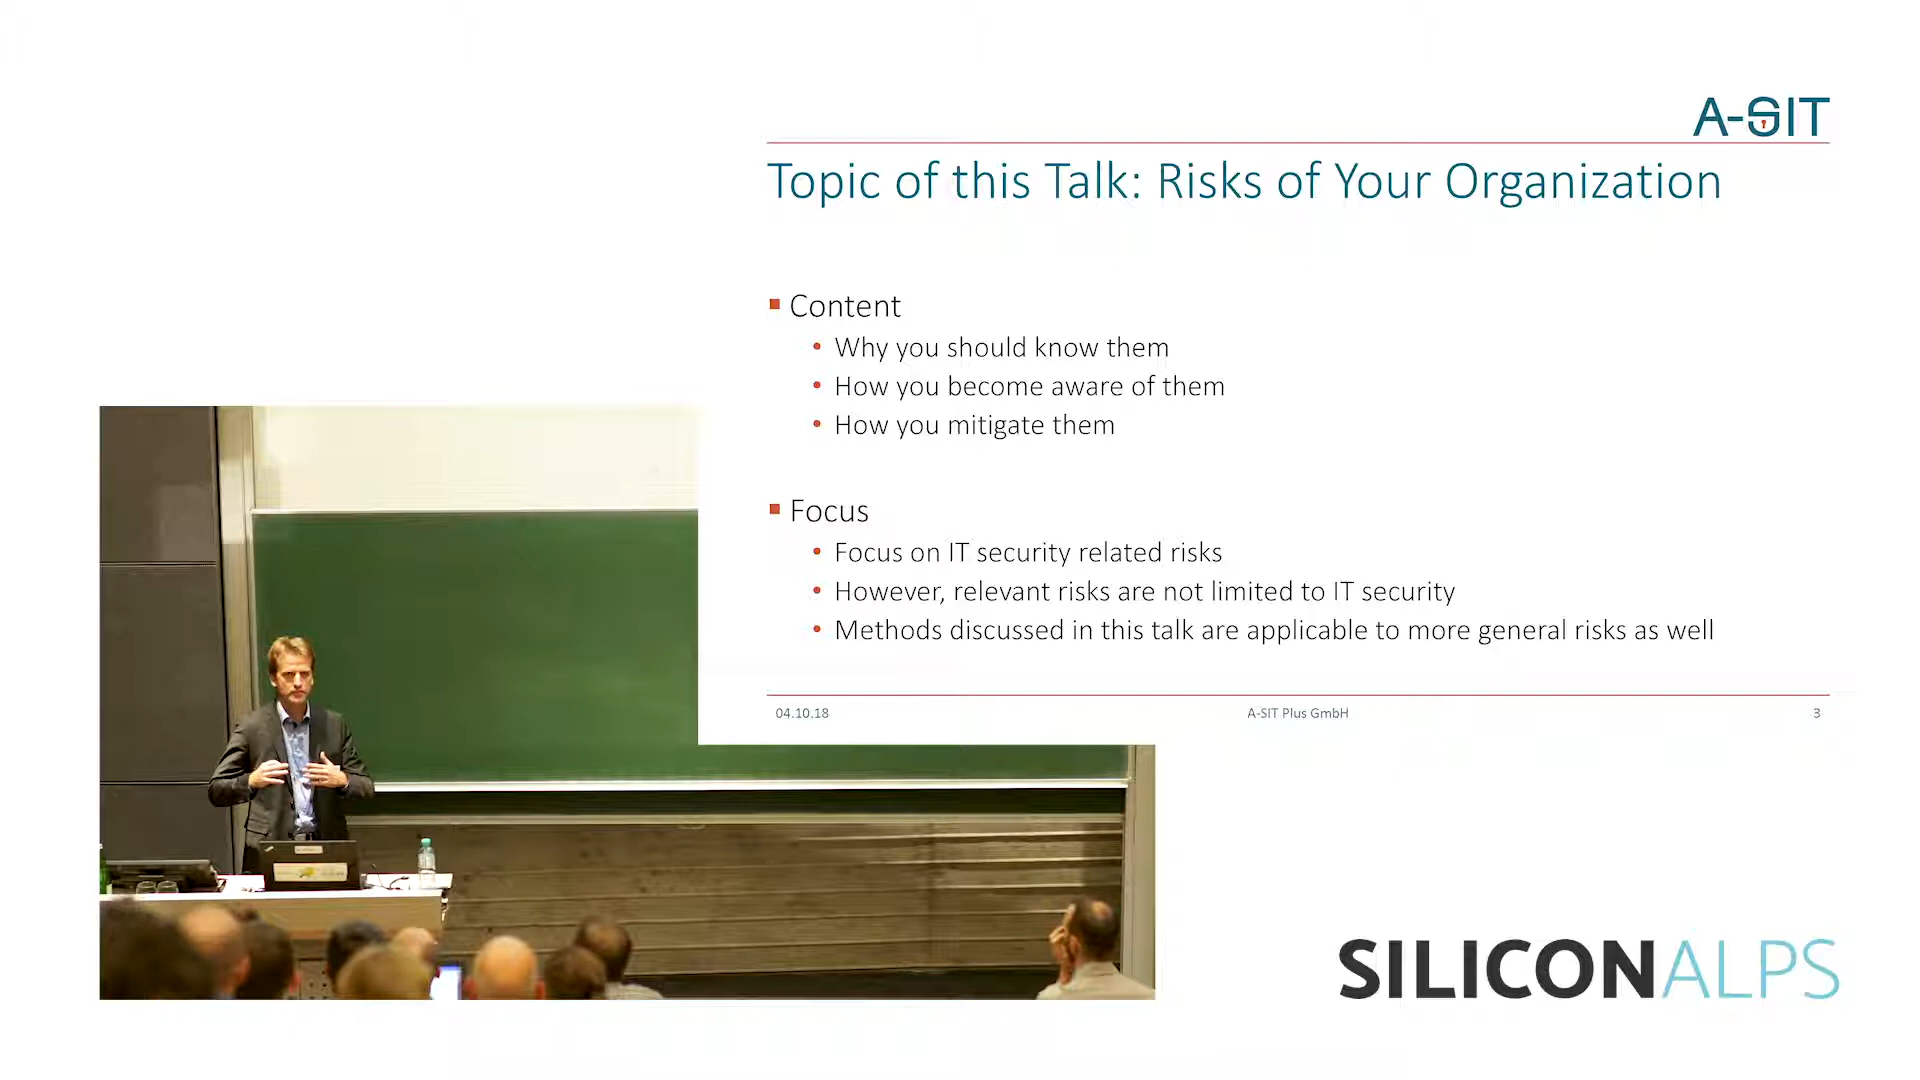 A-SIT
Topic of this Talk: Risks of Your Organization
Content
Why you should know them
How you become aware of them
How you mitigate them
Focus
Focus on IT security related risks
However, relevant risks are not limited to IT security
Methods discussed in this talk are applicable to more general risks as well
04.10.18 A-SIT Plus GmbH 3
SILICONALPS